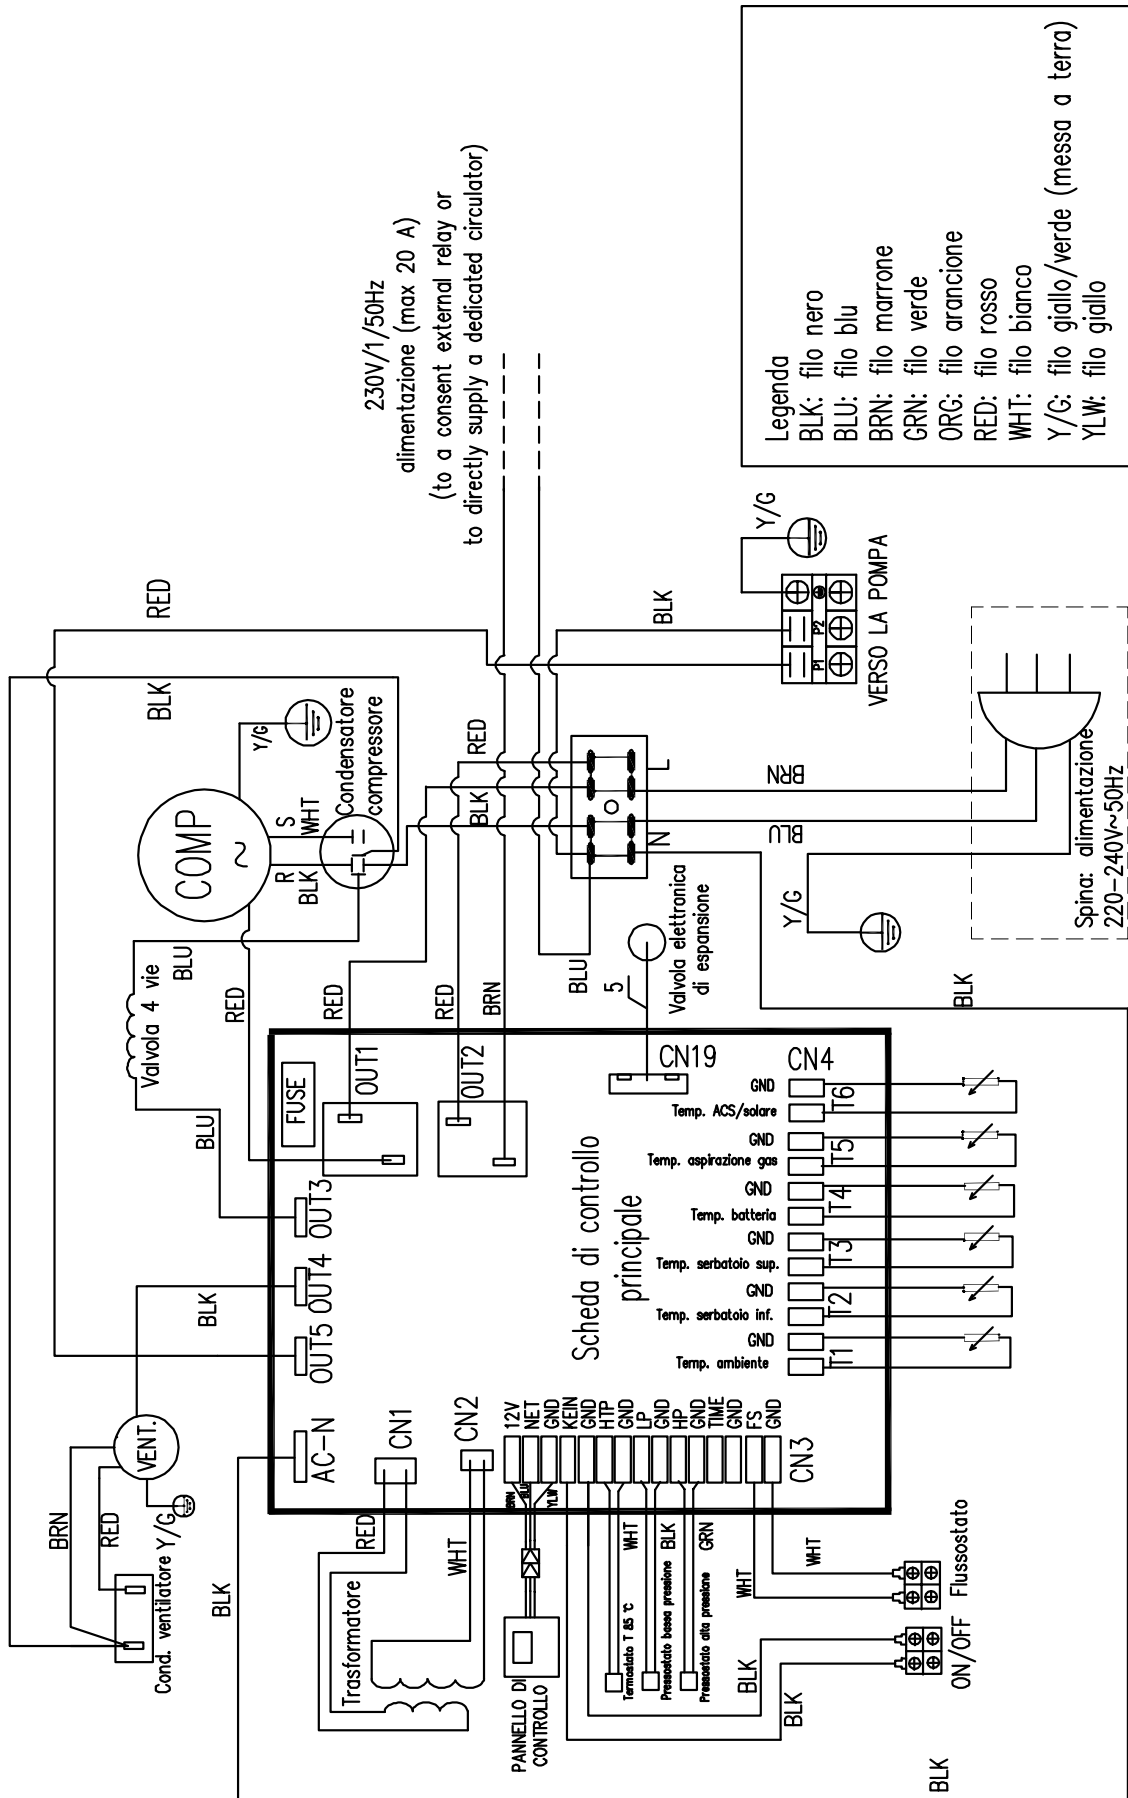 230V/1/50Hz
alimentazione (max 20 A)
(to a consent external relay or
to directly supply a dedicated circulator)
Legenda
BLK: filo nero
BLU: filo blu
BRN: filo marrone
GRN: filo verde
ORG: filo arancione
RED: filo rosso
WHT: filo bianco
Y/G: filo giallo/verde (messa a terra)
YLW: filo giallo
RED
BLK
BLK
Y/G
P1
P2
VERSO LA POMPA
COMP
~
Y/G
S
WHT
R
BLK
Condensatore
compressore
RED
BLK
L
N
BRN
BLU
Y/G
Spina: alimentazione
220-240V~50Hz
Valvola 4 vie
BLU
BLU
RED
RED
RED
BRN
BLU
5
Valvola elettronica
di espansione
BLK
FUSE
OUT1
OUT2
OUT3
OUT4
OUT5
AC-N
CN19
CN4
Scheda di controllo
principale
GND
Temp. ACS/solare
T6
GND
Temp. aspirazione gas
T5
GND
Temp. batteria
T4
GND
Temp. serbatoio sup.
T3
GND
Temp. serbatoio inf.
T2
GND
Temp. ambiente
T1
BLK
VENT.
BRN
RED
Y/G
Cond. ventilatore
BLK
CN1
CN2
RED
WHT
Trasformatore
12V
NET
GND
KEIN
GND
HTP
GND
LP
GND
HP
GND
TIME
GND
FS
GND
CN3
BRN
BLU
YLW
PANNELLO DI
CONTROLLO
WHT
Termostato T 85 °C
BLK
Pressostato bassa pressione
GRN
Pressostato alta pressione
WHT
WHT
Flussostato
BLK
BLK
ON/OFF
BLK